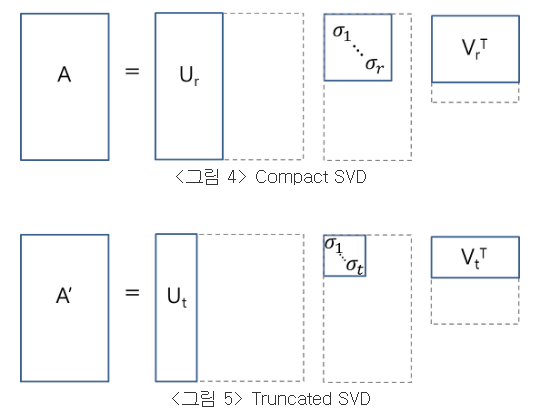 A = Uᵣ σ₁ ⋱ σᵣ Vᵣᵀ
<그림 4> Compact SVD
A' = Uₜ σ₁ ⋱ σₜ Vₜᵀ
<그림 5> Truncated SVD